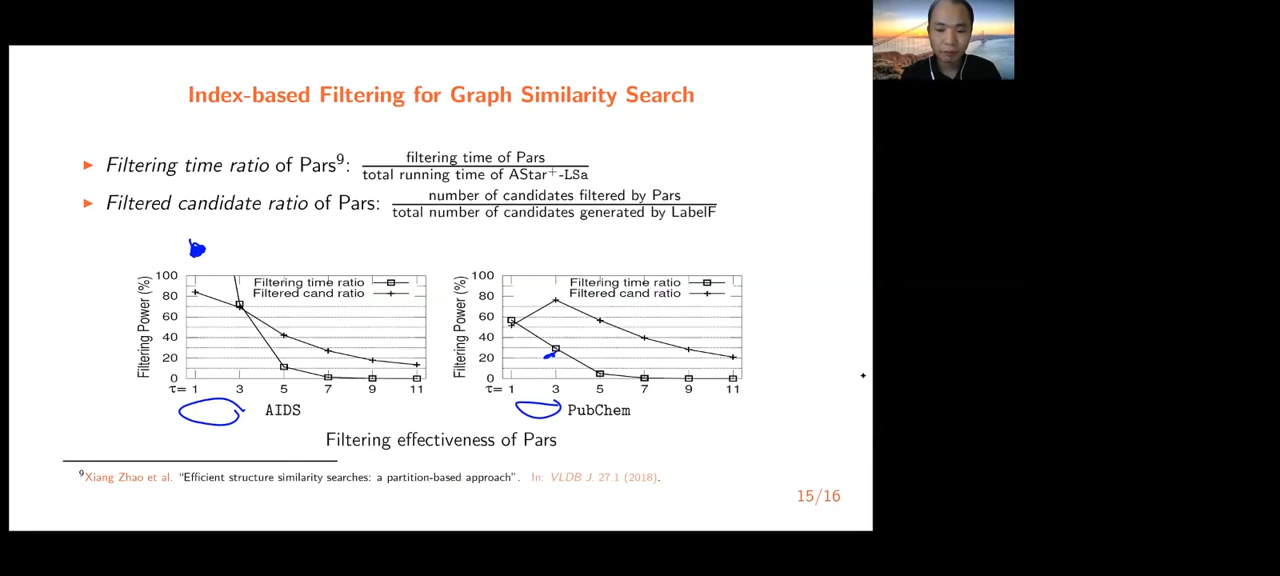 Index-based Filtering for Graph Similarity Search
▶ Filtering time ratio of Pars⁹: filtering time of Pars
total running time of AStar⁺-LSa
▶ Filtered candidate ratio of Pars: number of candidates filtered by Pars
total number of candidates generated by LabelF
Filtering Power (%)
100
80
60
40
20
0
Filtering time ratio
Filtered cand ratio
τ= 1 3 5 7 9 11
AIDS
Filtering Power (%)
100
80
60
40
20
0
Filtering time ratio
Filtered cand ratio
τ= 1 3 5 7 9 11
PubChem
Filtering effectiveness of Pars
⁹Xiang Zhao et al. “Efficient structure similarity searches: a partition-based approach”. In: VLDB J. 27.1 (2018).
15/16